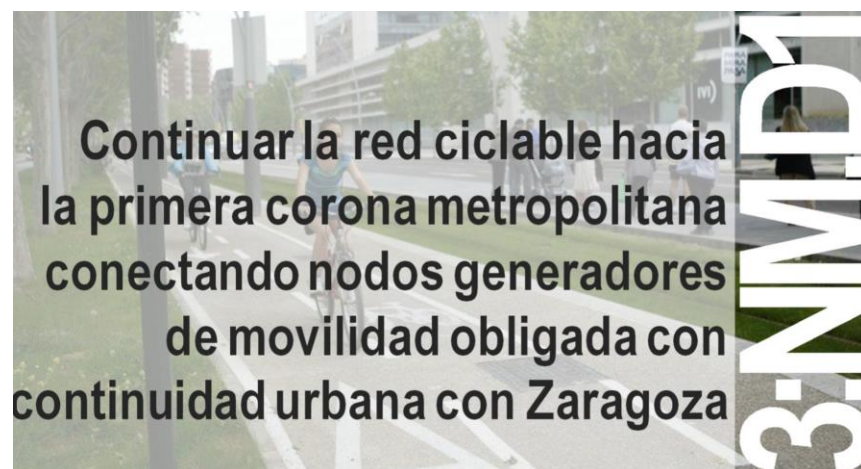 Continuar la red ciclable hacia
la primera corona metropolitana
conectando nodos generadores
de movilidad obligada con
continuidad urbana con Zaragoza
3:NM.D1
ivi)